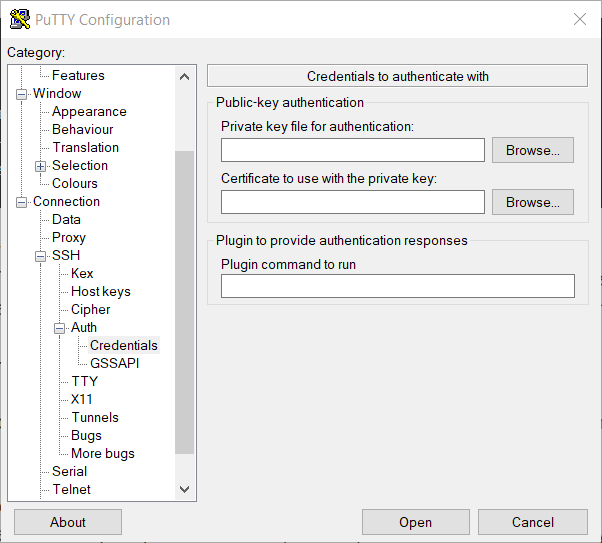 PuTTY Configuration
Category:
Features
Window
Appearance
Behaviour
Translation
Selection
Colours
Connection
Data
Proxy
SSH
Kex
Host keys
Cipher
Auth
Credentials
GSSAPI
TTY
X11
Tunnels
Bugs
More bugs
Serial
Telnet
Credentials to authenticate with
Public-key authentication
Private key file for authentication:
Browse...
Certificate to use with the private key:
Browse...
Plugin to provide authentication responses
Plugin command to run
About
Open
Cancel